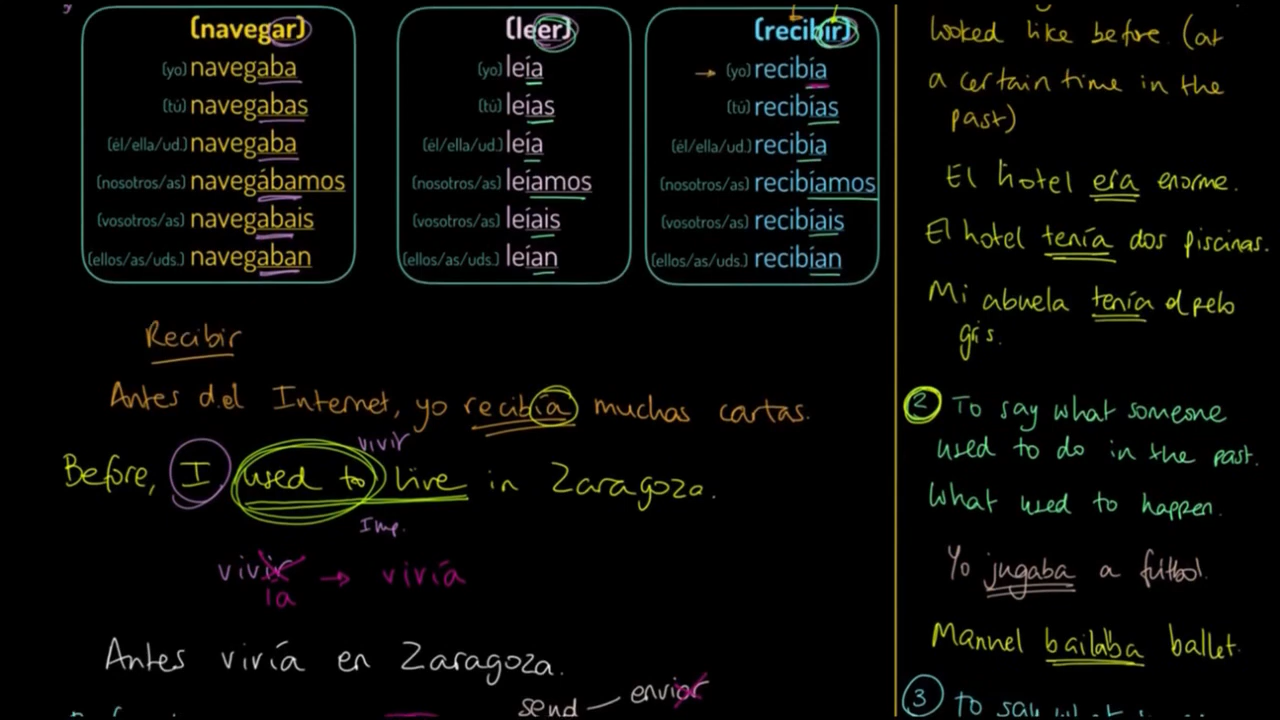 (navegar)
(yo) navegaba
(tú) navegabas
(él/ella/ud.) navegaba
(nosotros/as) navegábamos
(vosotros/as) navegabais
(ellos/as/uds.) navegaban
(leer)
(yo) leía
(tú) leías
(él/ella/ud.) leía
(nosotros/as) leíamos
(vosotros/as) leíais
(ellos/as/uds.) leían
(recibir)
→ (yo) recibía
(tú) recibías
(él/ella/ud.) recibía
(nosotros/as) recibíamos
(vosotros/as) recibíais
(ellos/as/uds.) recibían
Recibir
Antes del Internet, yo recibía muchas cartas.
vivir
Before, I used to live in Zaragoza.
Imp.
vivir → vivía
ía
Antes vivía en Zaragoza.
send — enviar
looked like before (at
a certain time in the
past)
El hotel era enorme.
El hotel tenía dos piscinas.
Mi abuela tenía el pelo
gris.
2 To say what someone
used to do in the past.
What used to happen.
Yo jugaba a fútbol.
Manuel bailaba ballet.
3 to say what